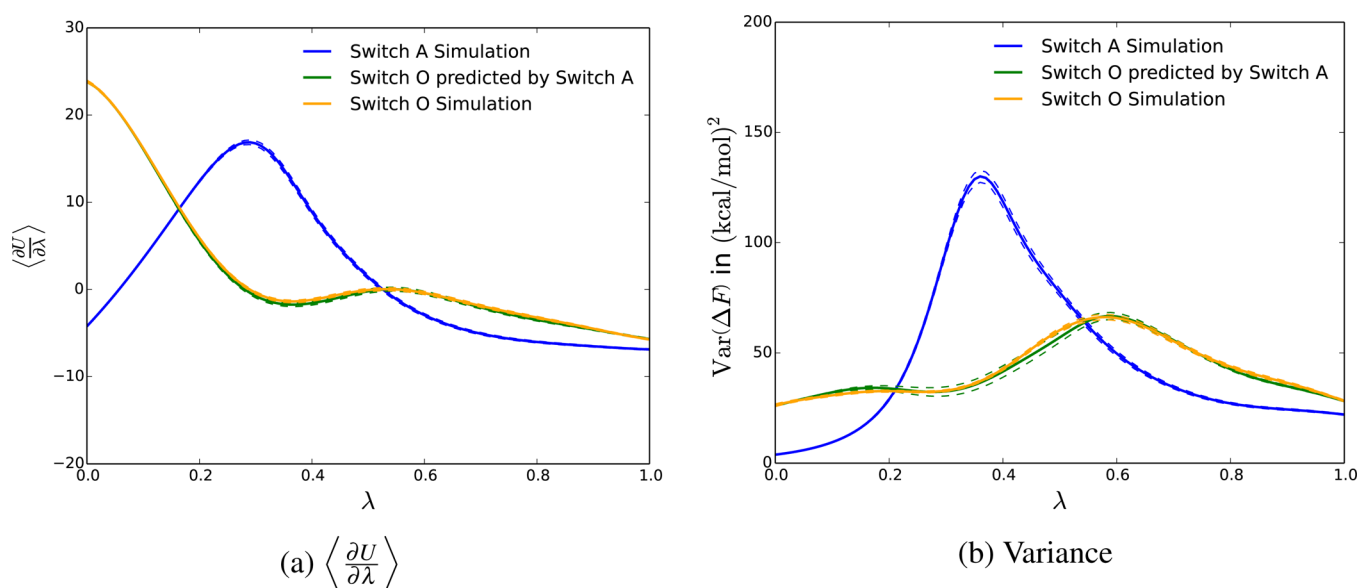 30
20
10
0
−10
−20
0.0 0.2 0.4 0.6 0.8 1.0
λ
⟨∂U/∂λ⟩
Switch A Simulation
Switch O predicted by Switch A
Switch O Simulation
(a) ⟨∂U/∂λ⟩
200
150
100
50
0
0.0 0.2 0.4 0.6 0.8 1.0
λ
Var(ΔF) in (kcal/mol)²
Switch A Simulation
Switch O predicted by Switch A
Switch O Simulation
(b) Variance